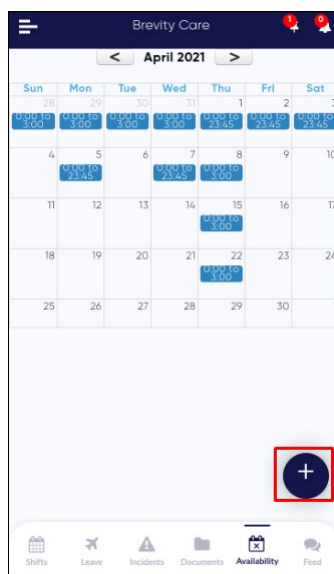 Brevity Care
1
0
< April 2021 >
Sun Mon Tue Wed Thu Fri Sat
28 29 30 31 1 2 3
0:00 to 3:00 0:00 to 3:00 0:00 to 3:00 0:00 to 3:00 0:00 to 23:45 0:00 to 23:45 0:00 to 23:45
4 5 6 7 8 9 10
0:00 to 23:45 0:00 to 23:45 0:00 to 3:00
11 12 13 14 15 16 17
0:00 to 3:00
18 19 20 21 22 23 24
0:00 to 3:00
25 26 27 28 29 30
+
Shifts Leave Incidents Documents Availability Feed